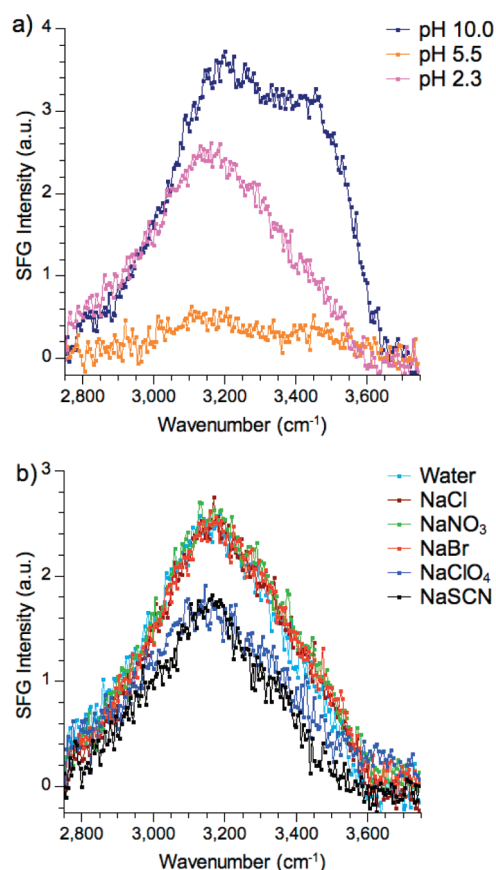 a)
4
3
2
1
0
SFG Intensity (a.u.)
pH 10.0
pH 5.5
pH 2.3
2,800 3,000 3,200 3,400 3,600
Wavenumber (cm⁻¹)
b)
3
2
1
0
SFG Intensity (a.u.)
Water
NaCl
NaNO₃
NaBr
NaClO₄
NaSCN
2,800 3,000 3,200 3,400 3,600
Wavenumber (cm⁻¹)